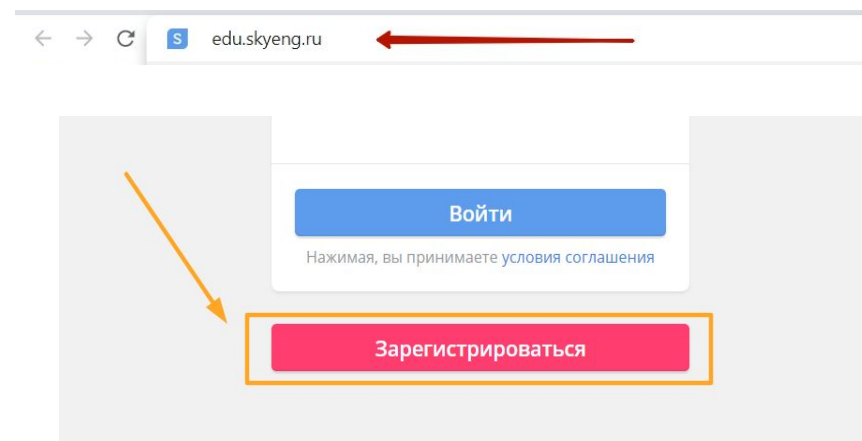 S edu.skyeng.ru
Войти
Нажимая, вы принимаете условия соглашения
Зарегистрироваться